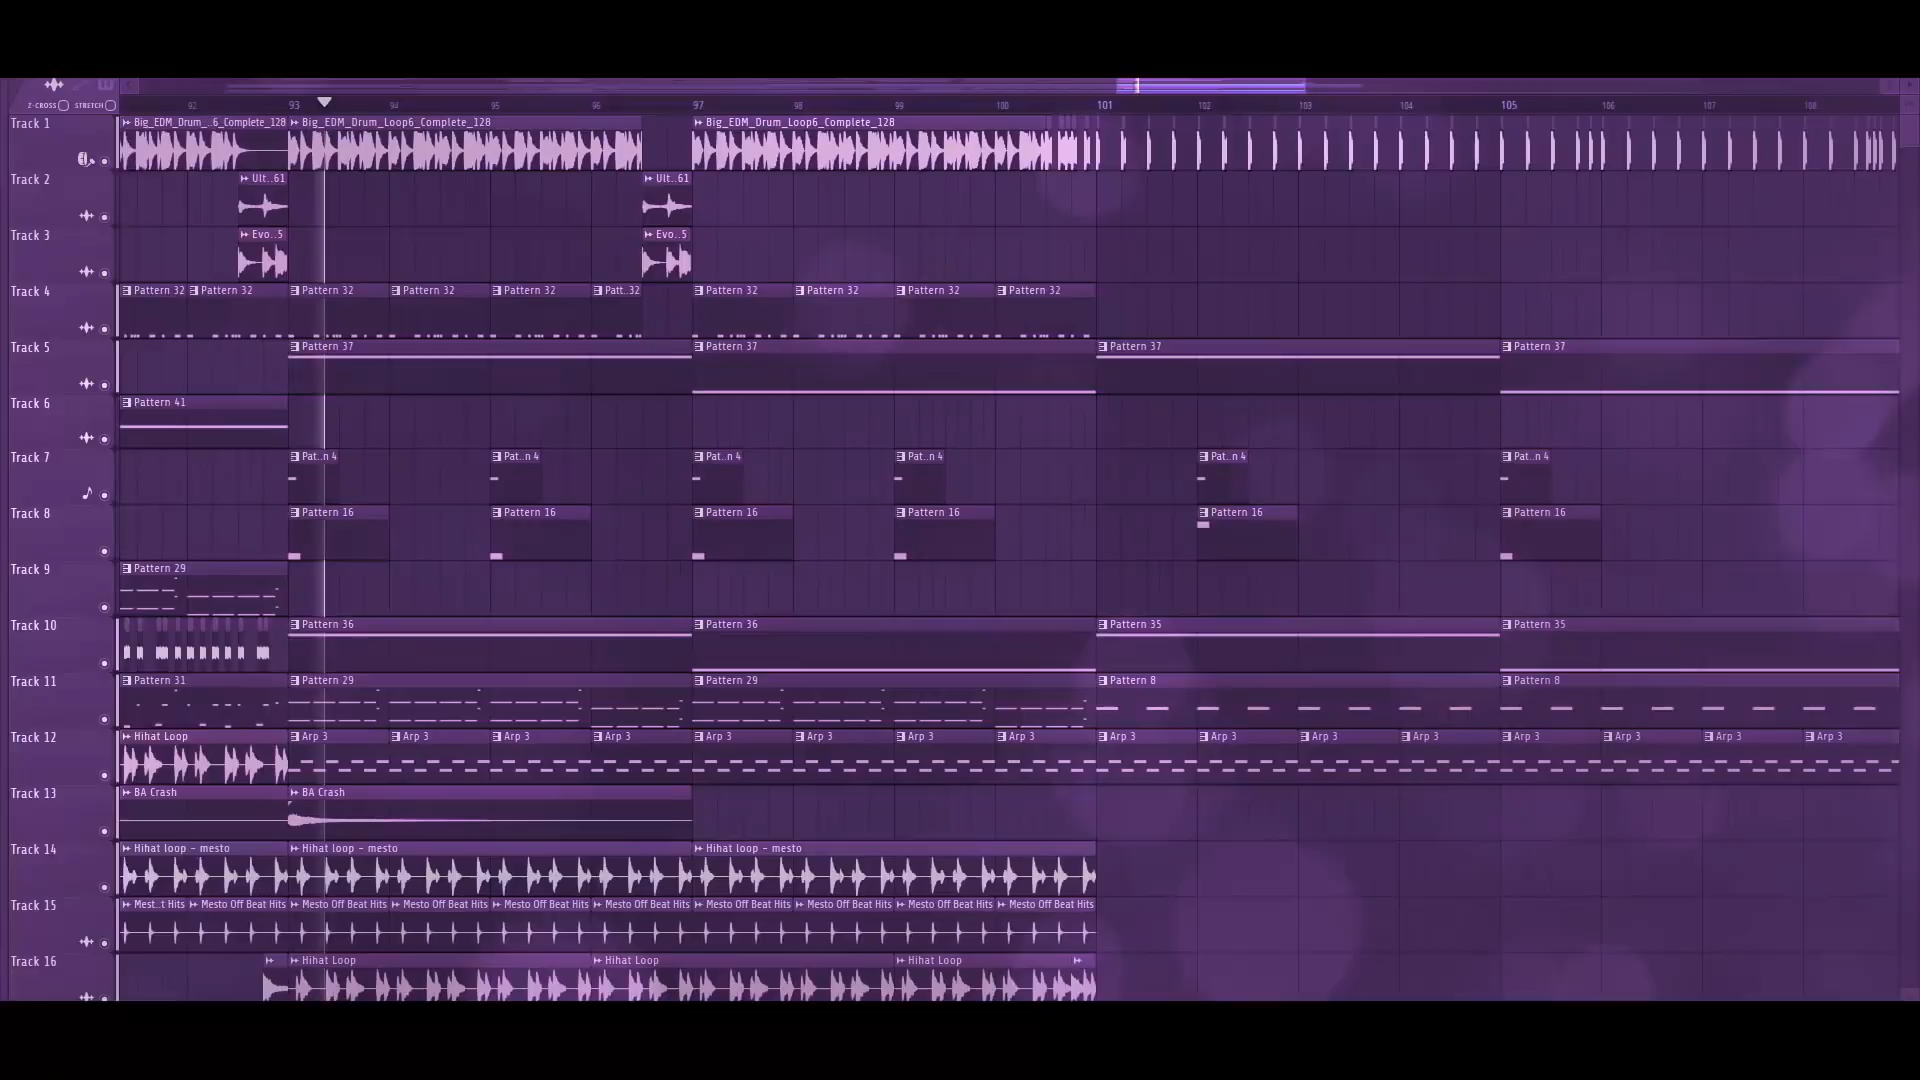 Z-CROSS STRETCH 92 93 94 95 96 97 98 99 100 101 102 103 104 105 106 107 108
Track 1 Big_EDM_Drum_..6_Complete_128 Big_EDM_Drum_Loop6_Complete_128 Big_EDM_Drum_Loop6_Complete_128
Track 2 Ult..61 Ult..61
Track 3 Evo..5 Evo..5
Track 4 Pattern 32 Pattern 32 Pattern 32 Pattern 32 Pattern 32 Patt..32 Pattern 32 Pattern 32 Pattern 32 Pattern 32
Track 5 Pattern 37 Pattern 37 Pattern 37 Pattern 37
Track 6 Pattern 41
Track 7 Pat..n 4 Pat..n 4 Pat..n 4 Pat..n 4 Pat..n 4 Pat..n 4
Track 8 Pattern 16 Pattern 16 Pattern 16 Pattern 16 Pattern 16 Pattern 16
Track 9 Pattern 29
Track 10 Pattern 36 Pattern 36 Pattern 35 Pattern 35
Track 11 Pattern 31 Pattern 29 Pattern 29 Pattern 8 Pattern 8
Track 12 Hihat Loop Arp 3 Arp 3 Arp 3 Arp 3 Arp 3 Arp 3 Arp 3 Arp 3 Arp 3 Arp 3 Arp 3 Arp 3 Arp 3 Arp 3 Arp 3 Arp 3
Track 13 BA Crash BA Crash
Track 14 Hihat loop - mesto Hihat loop - mesto Hihat loop - mesto
Track 15 Mest..t Hits Mesto Off Beat Hits Mesto Off Beat Hits Mesto Off Beat Hits Mesto Off Beat Hits Mesto Off Beat Hits Mesto Off Beat Hits Mesto Off Beat Hits Mesto Off Beat Hits Mesto Off Beat Hits
Track 16 Hihat Loop Hihat Loop Hihat Loop